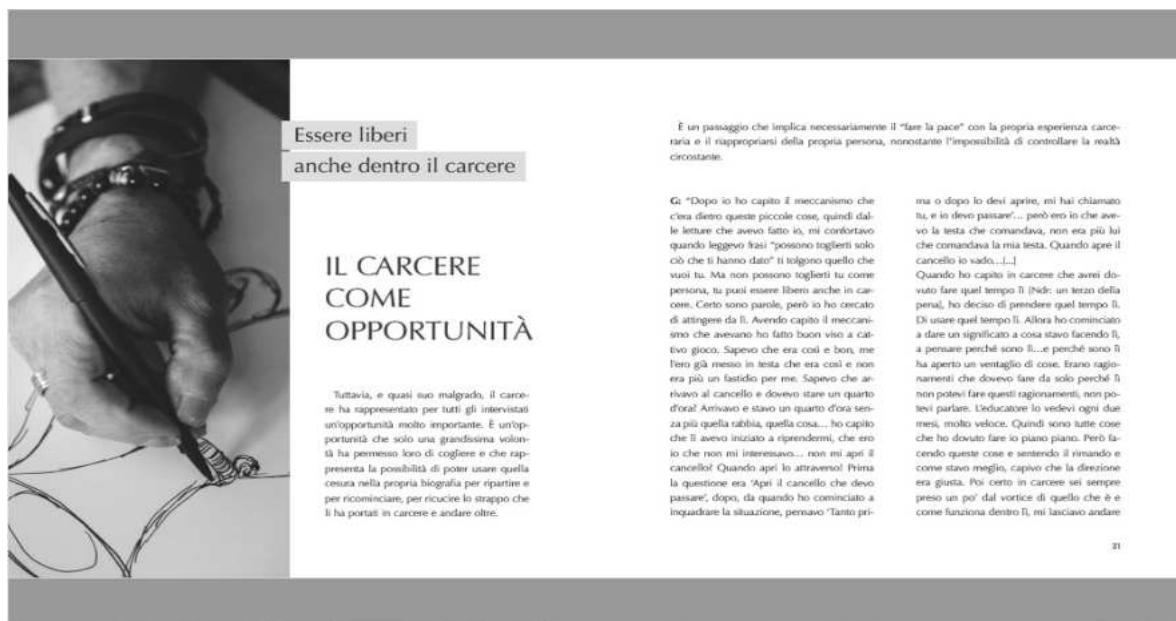 Essere liberi
anche dentro il carcere
IL CARCERE
COME
OPPORTUNITÀ
Tuttavia, e quasi suo malgrado, il carce-
re ha rappresentato per tutti gli intervistati
un'opportunità molto importante. È un'op-
portunità che solo una grandissima volon-
tà ha permesso loro di cogliere e che rap-
presenta la possibilità di poter usare quella
cesura nella propria biografia per ripartire e
per ricominciare, per ricucire lo strappo che
li ha portati in carcere e andare oltre.
È un passaggio che implica necessariamente il "fare la pace" con la propria esperienza carce-
raria e il riappropriarsi della propria persona, nonostante l'impossibilità di controllare la realtà
circostante.
G: "Dopo io ho capito il meccanismo che
c'era dietro queste piccole cose, quindi dal-
le letture che avevo fatto io, mi confortavo
quando leggevo frasi "possono toglierti solo
ciò che ti hanno dato" ti tolgono quello che
vuoi tu. Ma non possono toglierti tu come
persona, tu puoi essere libero anche in car-
cere. Certo sono parole, però io ho cercato
di attingere da lì. Avendo capito il meccani-
smo che avevano ho fatto buon viso a cat-
tivo gioco. Sapevo che era così e bon, me
l'ero già messo in testa che era così e non
era più un fastidio per me. Sapevo che ar-
rivavo al cancello e dovevo stare un quarto
d'ora! Arrivavo e stavo un quarto d'ora sen-
za più quella rabbia, quella cosa... ho capito
che lì avevo iniziato a riprendermi, che ero
io che non mi interessavo... non mi apri il
cancello? Quando apri lo attraverso! Prima
la questione era 'Apri il cancello che devo
passare', dopo, da quando ho cominciato a
inquadrare la situazione, pensavo 'Tanto pri-
ma o dopo lo devi aprire, mi hai chiamato
tu, e io devo passare'... però ero io che ave-
vo la testa che comandava, non era più lui
che comandava la mia testa. Quando apre il
cancello io vado...[...]
Quando ho capito in carcere che avrei do-
vuto fare quel tempo lì [Ndr: un terzo della
pena], ho deciso di prendere quel tempo lì.
Di usare quel tempo lì. Allora ho cominciato
a dare un significato a cosa stavo facendo lì,
a pensare perché sono lì...e perché sono lì
ha aperto un ventaglio di cose. Erano ragio-
namenti che dovevo fare da solo perché lì
non potevi fare questi ragionamenti, non po-
tevi parlare. L'educatore lo vedevi ogni due
mesi, molto veloce. Quindi sono tutte cose
che ho dovuto fare io piano piano. Però fa-
cendo queste cose e sentendo il rimando e
come stavo meglio, capivo che la direzione
era giusta. Poi certo in carcere sei sempre
preso un po' dal vortice di quello che è e
come funziona dentro lì, mi lasciavo andare
21